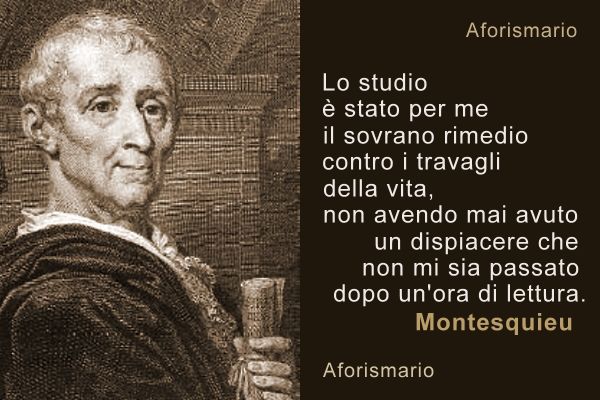 Aforismario
Lo studio
è stato per me
il sovrano rimedio
contro i travagli
della vita,
non avendo mai avuto
un dispiacere che
non mi sia passato
dopo un'ora di lettura.
Montesquieu
Aforismario